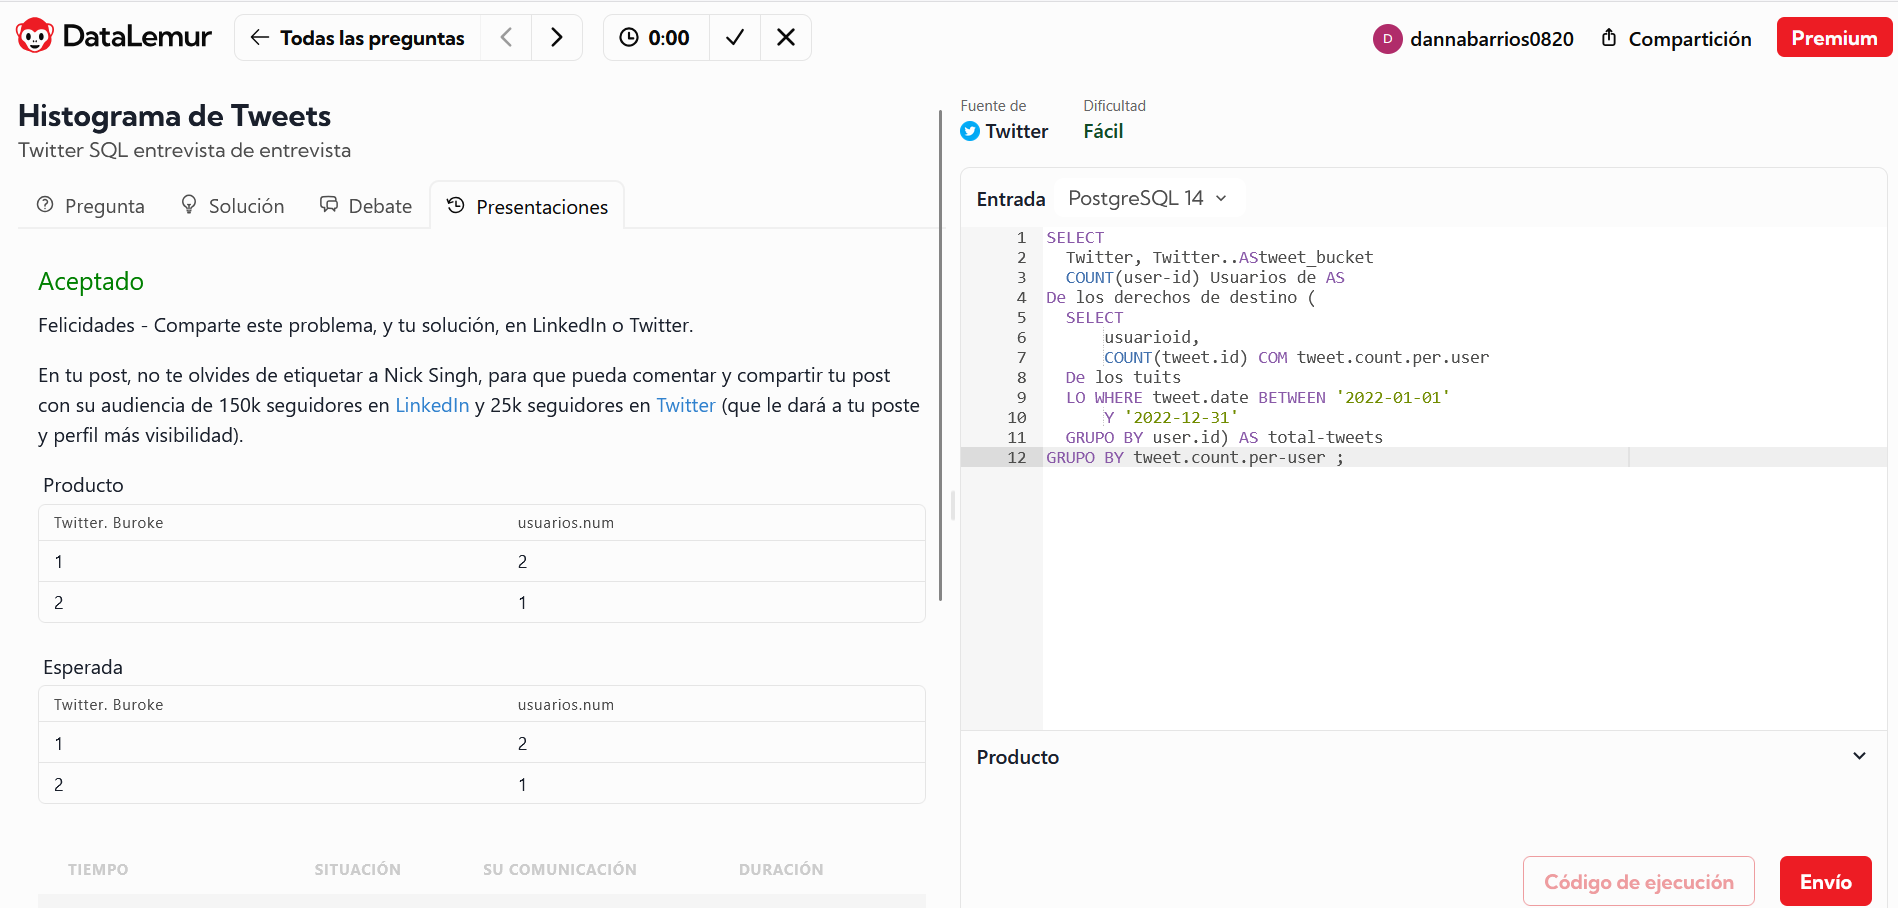 DataLemur
Todas las preguntas
0:00
D
dannabarrios0820
Compartición
Premium
Histograma de Tweets
Twitter SQL entrevista de entrevista
Pregunta
Solución
Debate
Presentaciones
Aceptado
Felicidades - Comparte este problema, y tu solución, en LinkedIn o Twitter.
En tu post, no te olvides de etiquetar a Nick Singh, para que pueda comentar y compartir tu post
con su audiencia de 150k seguidores en LinkedIn y 25k seguidores en Twitter (que le dará a tu poste
y perfil más visibilidad).
Producto
Twitter. Buroke usuarios.num
1 2
2 1
Esperada
Twitter. Buroke usuarios.num
1 2
2 1
TIEMPO SITUACIÓN SU COMUNICACIÓN DURACIÓN
Fuente de
Twitter
Dificultad
Fácil
Entrada PostgreSQL 14
1 SELECT
2 Twitter, Twitter..AStweet_bucket
3 COUNT(user-id) Usuarios de AS
4 De los derechos de destino (
5 SELECT
6 usuarioid,
7 COUNT(tweet.id) COM tweet.count.per.user
8 De los tuits
9 LO WHERE tweet.date BETWEEN '2022-01-01'
10 Y '2022-12-31'
11 GRUPO BY user.id) AS total-tweets
12 GRUPO BY tweet.count.per-user ;
Producto
Código de ejecución
Envío